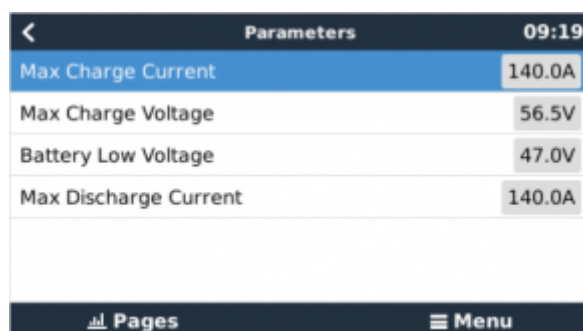 Parameters 09:19
Max Charge Current 140.0A
Max Charge Voltage 56.5V
Battery Low Voltage 47.0V
Max Discharge Current 140.0A
Pages Menu